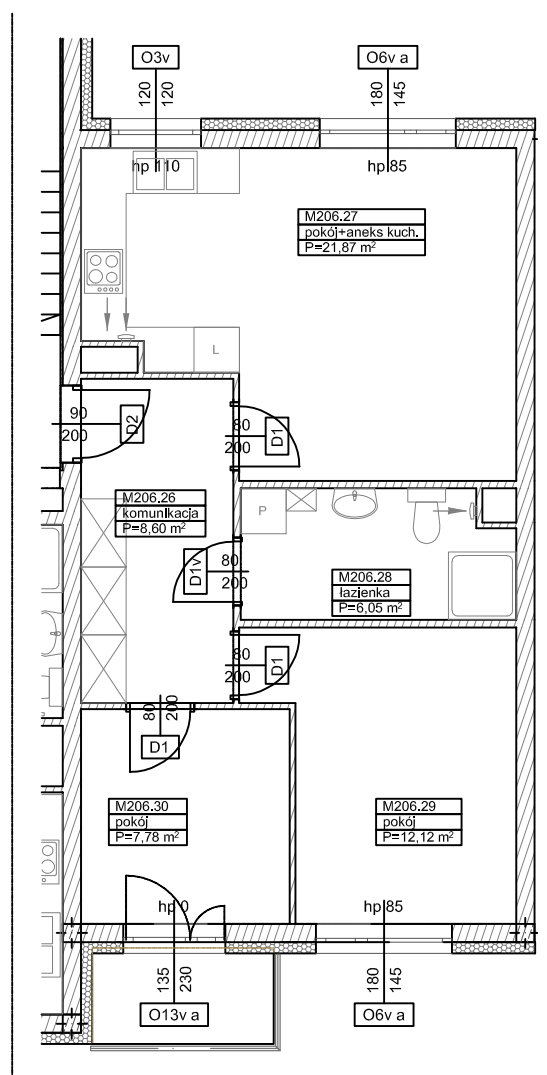 O3v
O6v a
120
120
180
145
hp 110
hp 85
M206.27
pokój+aneks kuch.
P=21,87 m²
L
90
200
D2
80
200
D1
M206.26
komunikacja
P=8,60 m²
P
D1v
80
200
M206.28
łazienka
P=6,05 m²
80
200
D1
80
200
D1
M206.30
pokój
P=7,78 m²
M206.29
pokój
P=12,12 m²
hp 0
hp 85
135
230
180
145
O13v a
O6v a